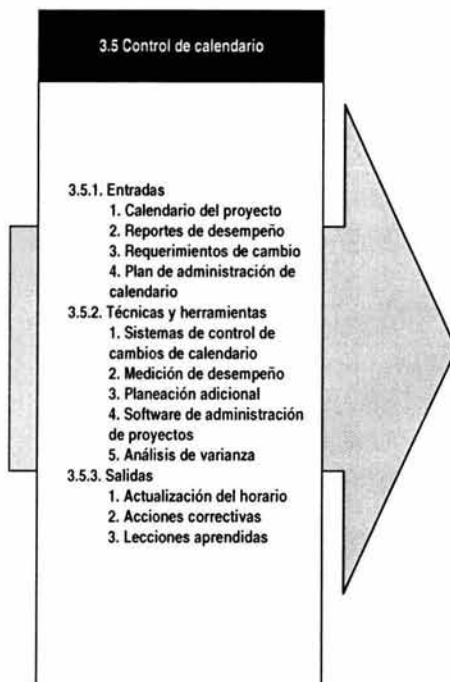 3.5 Control de calendario
3.5.1. Entradas
1. Calendario del proyecto
2. Reportes de desempeño
3. Requerimientos de cambio
4. Plan de administración de
calendario
3.5.2. Técnicas y herramientas
1. Sistemas de control de
cambios de calendario
2. Medición de desempeño
3. Planeación adicional
4. Software de administración
de proyectos
5. Análisis de varianza
3.5.3. Salidas
1. Actualización del horario
2. Acciones correctivas
3. Lecciones aprendidas